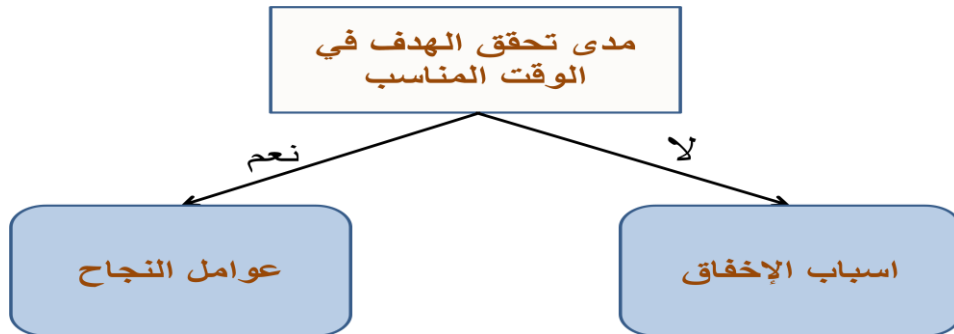 مدى تحقق الهدف في
الوقت المناسب
لا
نعم
اسباب الإخفاق
عوامل النجاح